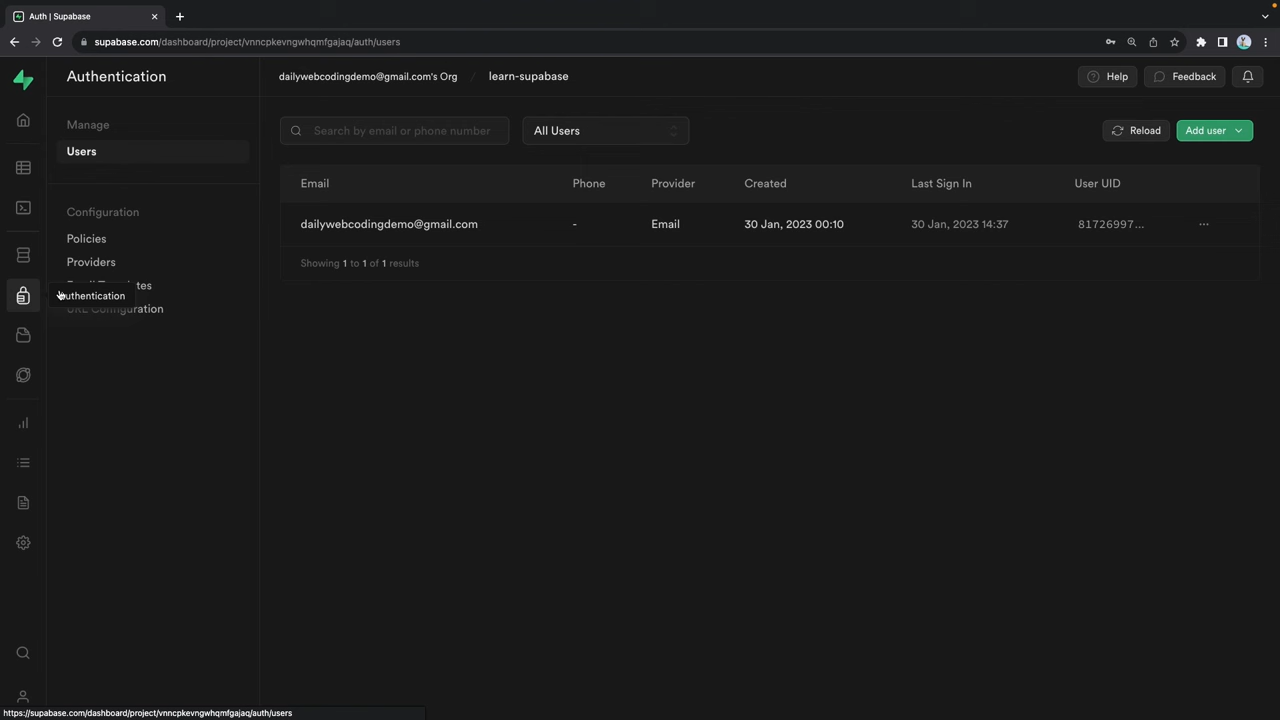 Auth | Supabase
supabase.com/dashboard/project/vnncpkevngwhqmfgajaq/auth/users
Authentication
dailywebcodingdemo@gmail.com's Org / learn-supabase
Help
Feedback
Manage
Users
Search by email or phone number
All Users
Reload
Add user
Email Phone Provider Created Last Sign In User UID
dailywebcodingdemo@gmail.com - Email 30 Jan, 2023 00:10 30 Jan, 2023 14:37 81726997... ...
Showing 1 to 1 of 1 results
Configuration
Policies
Providers
Authentication
URL Configuration
https://supabase.com/dashboard/project/vnncpkevngwhqmfgajaq/auth/users